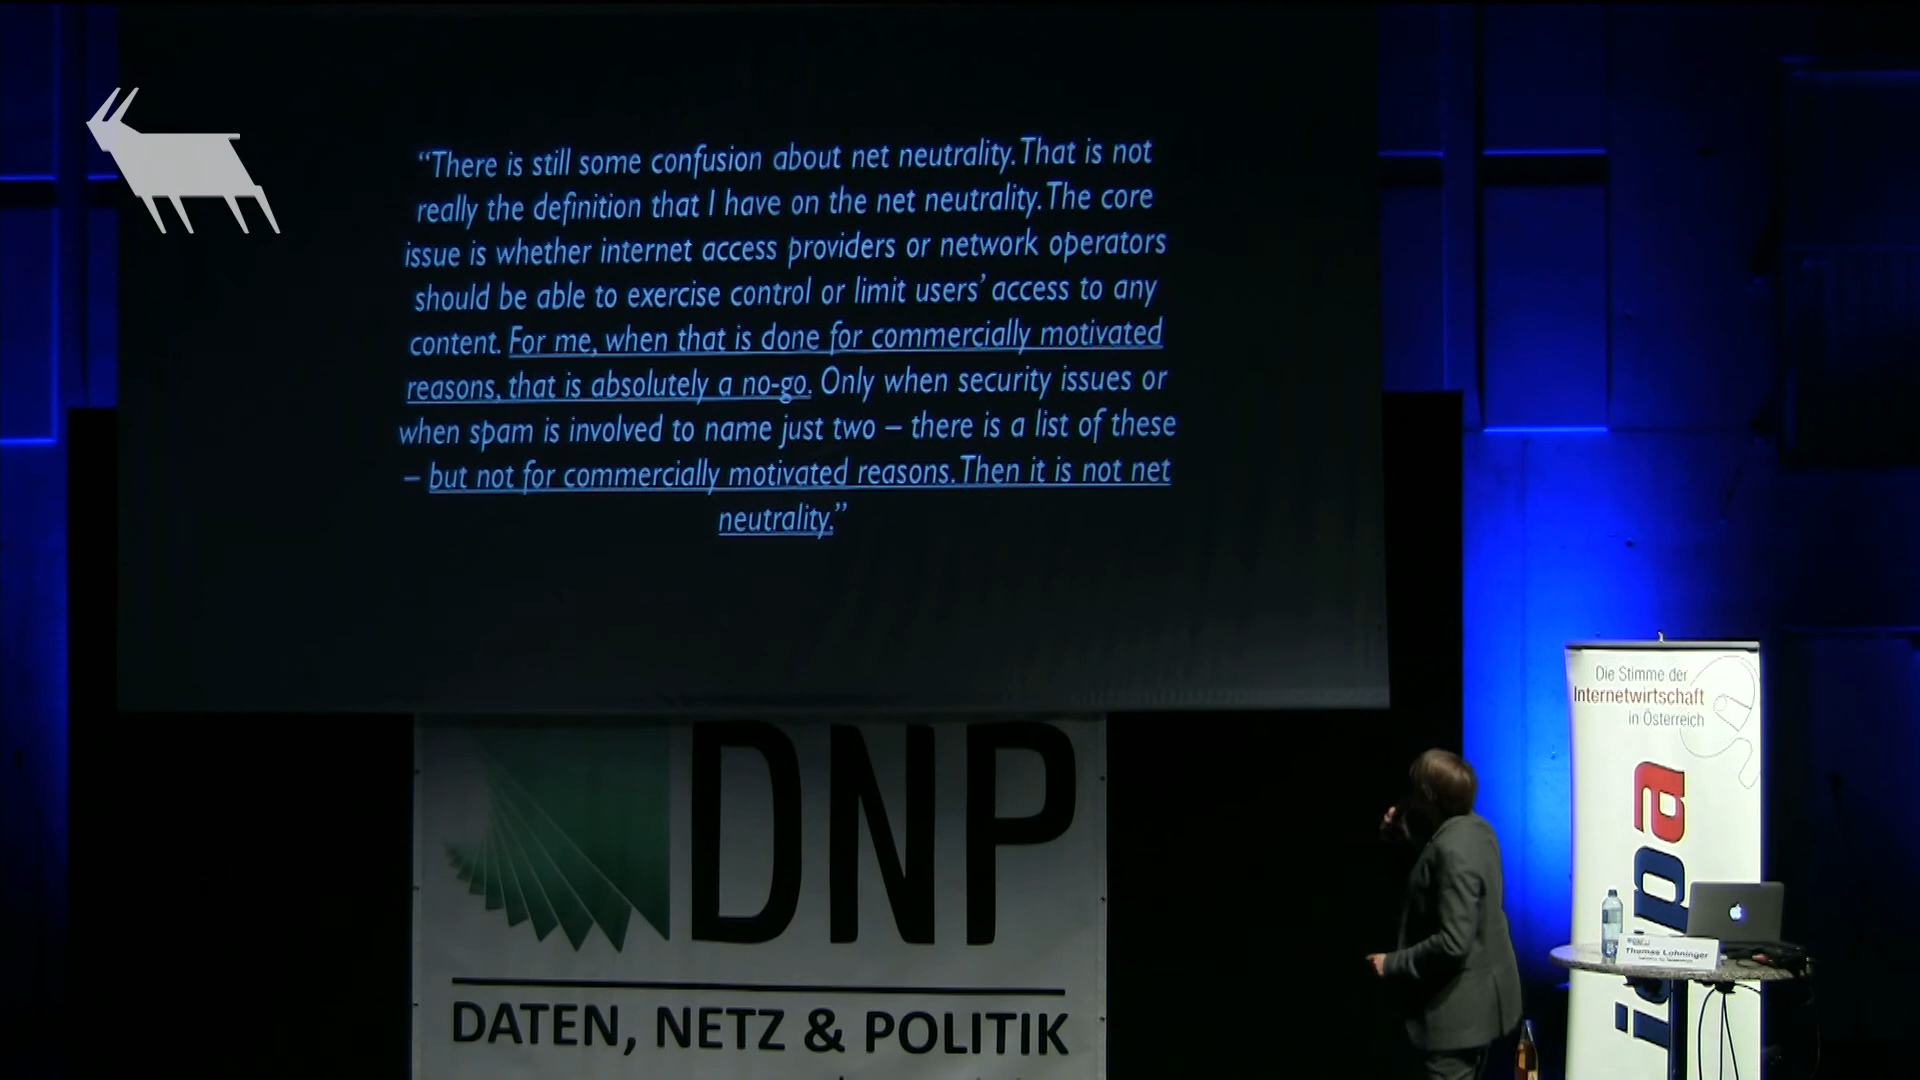 “There is still some confusion about net neutrality. That is not
really the definition that I have on the net neutrality. The core
issue is whether internet access providers or network operators
should be able to exercise control or limit users’ access to any
content. For me, when that is done for commercially motivated
reasons, that is absolutely a no-go. Only when security issues or
when spam is involved to name just two – there is a list of these
– but not for commercially motivated reasons. Then it is not net
neutrality.”
DNP
DATEN, NETZ & POLITIK
Die Stimme der
Internetwirtschaft
in Österreich
Thomas Lohninger